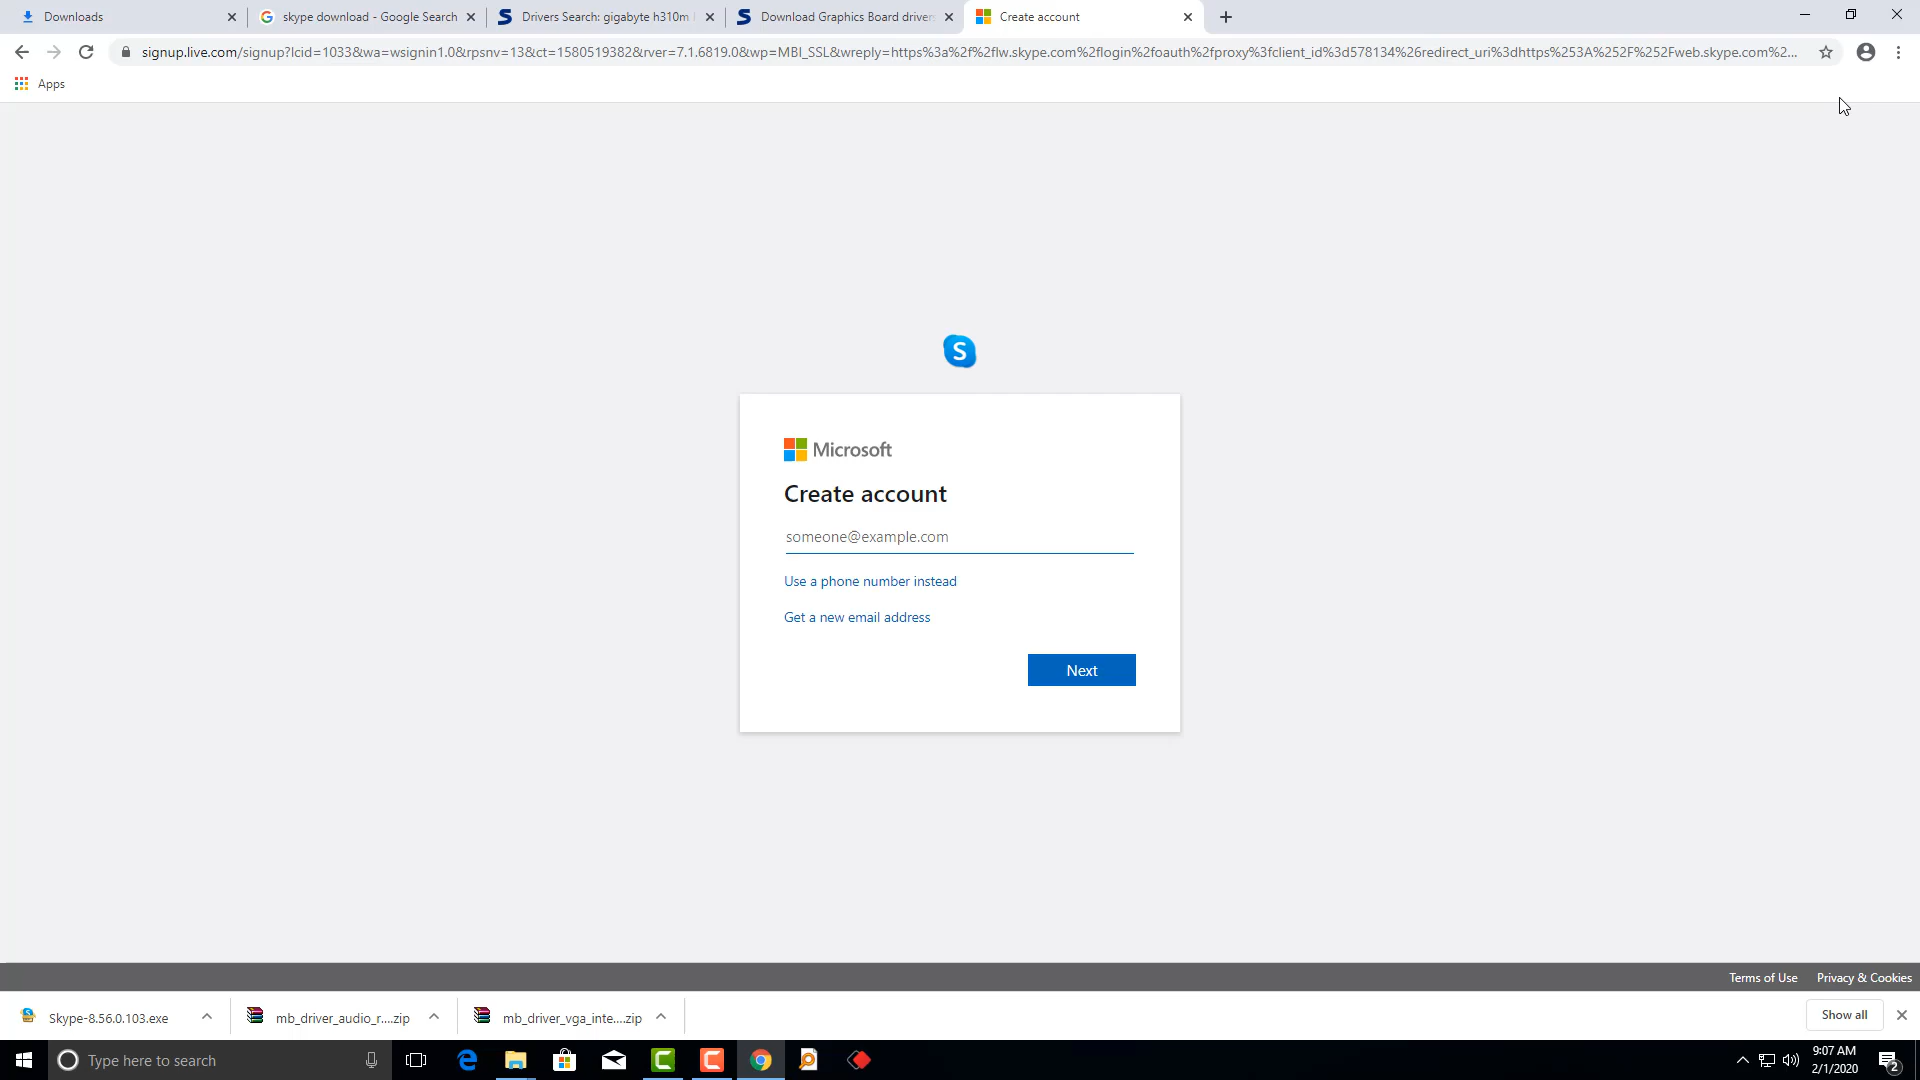 Downloads
skype download - Google Search
Drivers Search: gigabyte h310m
Download Graphics Board drivers
Create account
signup.live.com/signup?lcid=1033&wa=wsignin1.0&rpsnv=13&ct=1580519382&rver=7.1.6819.0&wp=MBI_SSL&wreply=https%3a%2f%2flw.skype.com%2flogin%2foauth%2fproxy%3fclient_id%3d578134%26redirect_uri%3dhttps%253A%252F%252Fweb.skype.com%2...
Apps
S
Microsoft
Create account
someone@example.com
Use a phone number instead
Get a new email address
Next
Terms of Use
Privacy & Cookies
Skype-8.56.0.103.exe
mb_driver_audio_r....zip
mb_driver_vga_inte....zip
Show all
Type here to search
9:07 AM
2/1/2020
2